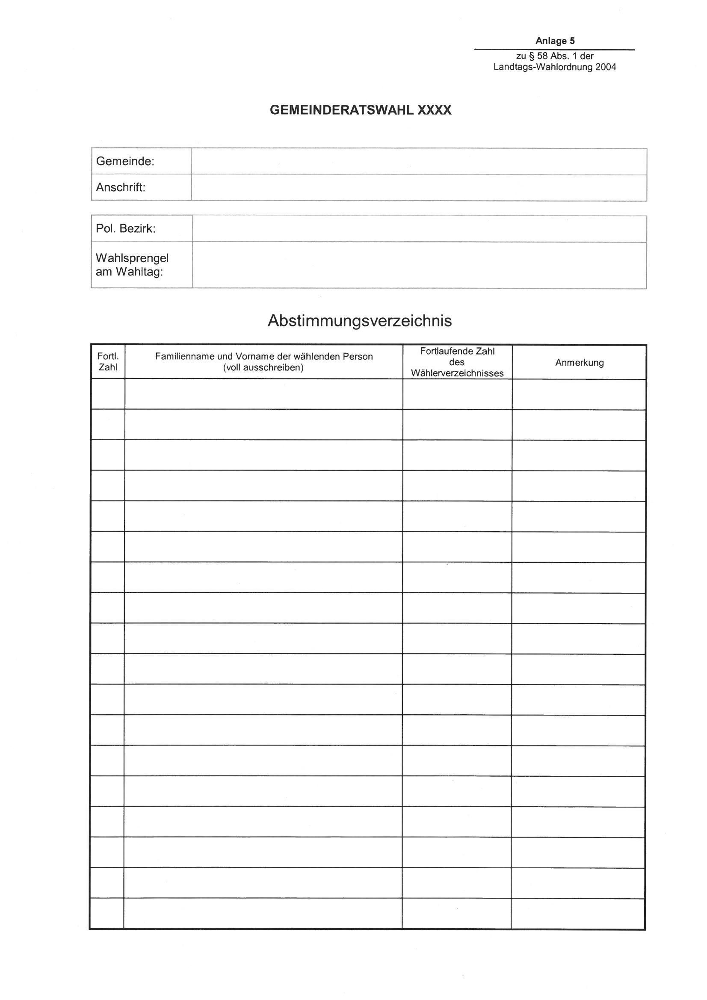 Anlage 5
zu § 58 Abs. 1 der
Landtags-Wahlordnung 2004
GEMEINDERATSWAHL XXXX
Gemeinde:
Anschrift:
Pol. Bezirk:
Wahlsprengel
am Wahltag:
Abstimmungsverzeichnis
Fortl.
Zahl
Familienname und Vorname der wählenden Person
(voll ausschreiben)
Fortlaufende Zahl
des
Wählerverzeichnisses
Anmerkung